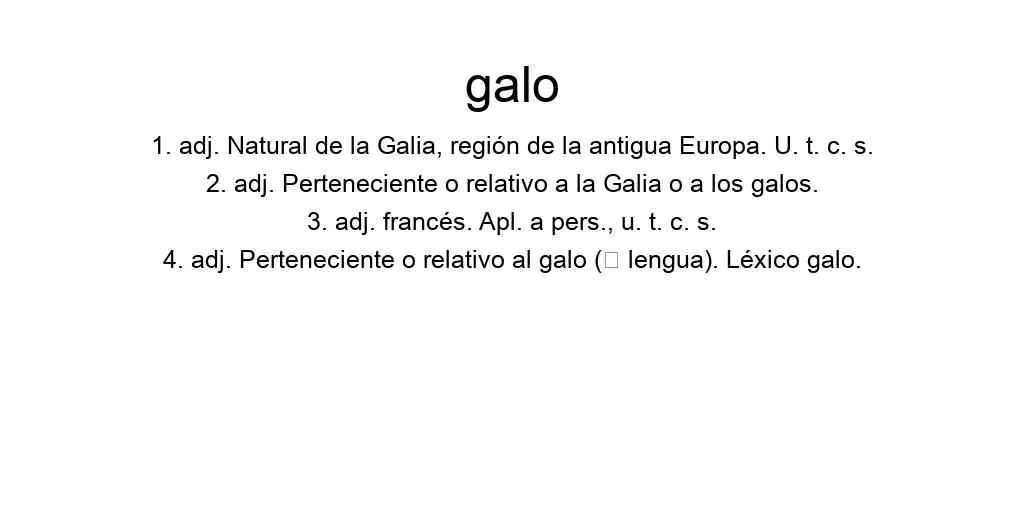 galo
1. adj. Natural de la Galia, región de la antigua Europa. U. t. c. s.
2. adj. Perteneciente o relativo a la Galia o a los galos.
3. adj. francés. Apl. a pers., u. t. c. s.
4. adj. Perteneciente o relativo al galo (□ lengua). Léxico galo.